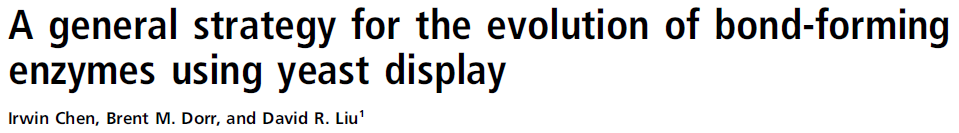 A general strategy for the evolution of bond-forming
enzymes using yeast display
Irwin Chen, Brent M. Dorr, and David R. Liu¹